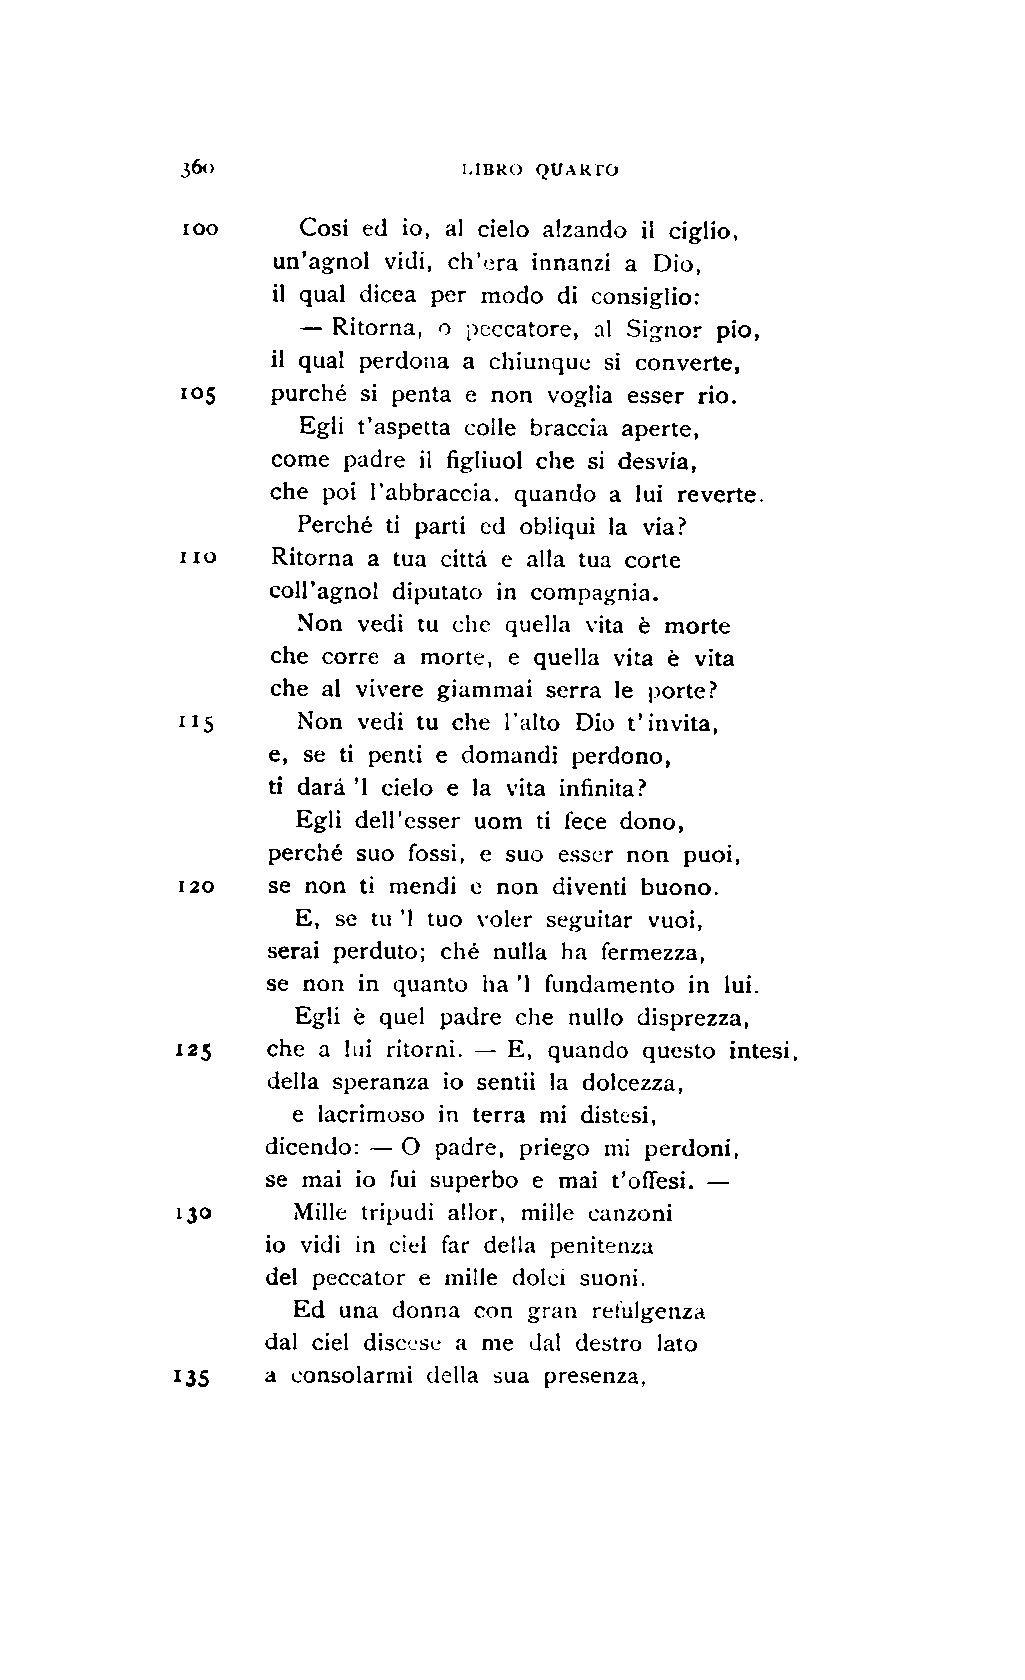 360 LIBRO QUARTO
100 Cosi ed io, al cielo alzando il ciglio,
un'agnol vidi, ch'era innanzi a Dio,
il qual dicea per modo di consiglio:
— Ritorna, o peccatore, al Signor pio,
il qual perdona a chiunque si converte,
105 purché si penta e non voglia esser rio.
Egli t'aspetta colle braccia aperte,
come padre il figliuol che si desvia,
che poi l'abbraccia, quando a lui reverte.
Perché ti parti ed obliqui la via?
110 Ritorna a tua cittá e alla tua corte
coll'agnol diputato in compagnia.
Non vedi tu che quella vita è morte
che corre a morte, e quella vita è vita
che al vivere giammai serra le porte?
115 Non vedi tu che l'alto Dio t'invita,
e, se ti penti e domandi perdono,
ti dará 'l cielo e la vita infinita?
Egli dell'esser uom ti fece dono,
perché suo fossi, e suo esser non puoi,
120 se non ti mendi e non diventi buono.
E, se tu 'l tuo voler seguitar vuoi,
serai perduto; ché nulla ha fermezza,
se non in quanto ha 'l fundamento in lui.
Egli è quel padre che nullo disprezza,
125 che a lui ritorni. — E, quando questo intesi,
della speranza io sentii la dolcezza,
e lacrimoso in terra mi distesi,
dicendo: — O padre, priego mi perdoni,
se mai io fui superbo e mai t'offesi. —
130 Mille tripudi allor, mille canzoni
io vidi in ciel far della penitenza
del peccator e mille dolci suoni.
Ed una donna con gran refulgenza
dal ciel discese a me dal destro lato
135 a consolarmi della sua presenza,